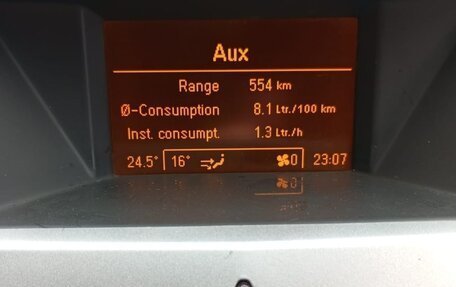 Aux
Range 554 km
Ø-Consumption 8.1 Ltr./100 km
Inst. consumpt. 1.3 Ltr./h
24.5° 16° 0 23:07